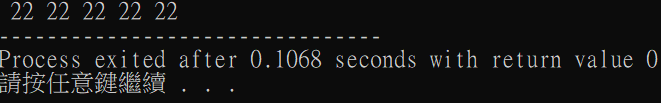 22 22 22 22 22
--------------------------------
Process exited after 0.1068 seconds with return value 0
請按任意鍵繼續 . . .